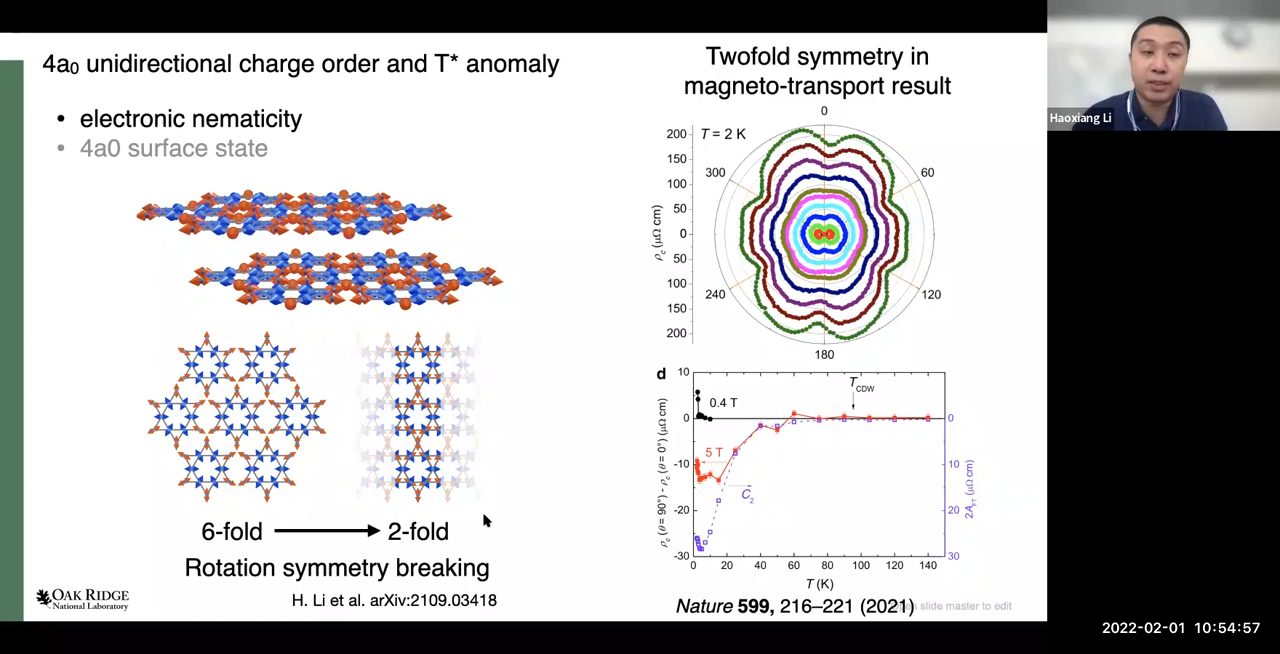 4a₀ unidirectional charge order and T* anomaly
• electronic nematicity
• 4a0 surface state
6-fold
2-fold
Rotation symmetry breaking
OAK RIDGE
National Laboratory
H. Li et al. arXiv:2109.03418
Twofold symmetry in
magneto-transport result
T = 2 K
0
60
120
180
240
300
200
150
100
50
0
50
100
150
200
ρc (μΩ cm)
d
TCDW
0.4 T
5 T
C2
10
0
-10
-20
-30
ρc (θ = 90°) - ρc (θ = 0°) (μΩ cm)
0
10
20
30
0 20 40 60 80 100 120 140
T (K)
Nature 599, 216–221 (2021)
slide master to edit
Haoxiang Li
2022-02-01 10:54:57